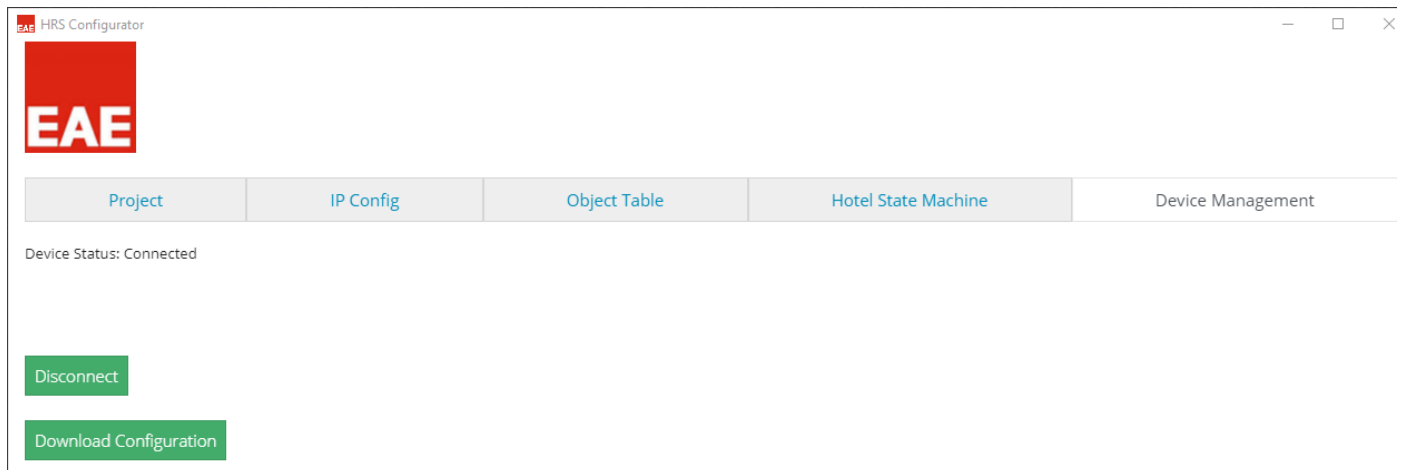 EAE HRS Configurator
EAE
Project IP Config Object Table Hotel State Machine Device Management
Device Status: Connected
Disconnect
Download Configuration